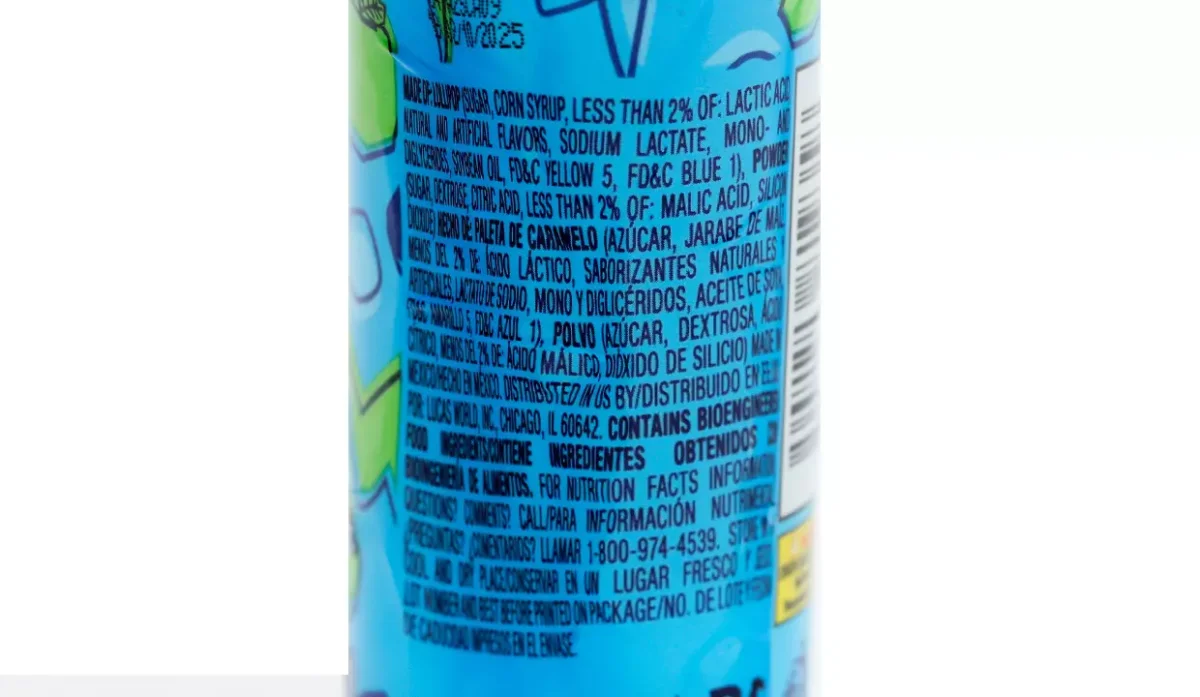 10/2025
MADE OF: LOLLIPOP (SUGAR, CORN SYRUP, LESS THAN 2% OF: LACTIC ACID,
NATURAL AND ARTIFICIAL FLAVORS, SODIUM LACTATE, MONO- AND
DIGLYCERIDES, SOYBEAN OIL, FD&C YELLOW 5, FD&C BLUE 1), POWDER
(SUGAR, DEXTROSE, CITRIC ACID, LESS THAN 2% OF: MALIC ACID, SILICON
DIOXIDE) HECHO DE: PALETA DE CARAMELO (AZÚCAR, JARABE DE MAÍZ,
MENOS DEL 2% DE: ÁCIDO LÁCTICO, SABORIZANTES NATURALES Y
ARTIFICIALES, LACTATO DE SODIO, MONO Y DIGLICÉRIDOS, ACEITE DE SOYA,
FD&C AMARILLO 5, FD&C AZUL 1), POLVO (AZÚCAR, DEXTROSA, ÁCIDO
CÍTRICO, MENOS DEL 2% DE: ÁCIDO MÁLICO, DIÓXIDO DE SILICIO) MADE IN
MEXICO/HECHO EN MÉXICO. DISTRIBUTED IN US BY/DISTRIBUIDO EN EE.UU.
POR: LUCAS WORLD, INC., CHICAGO, IL 60642. CONTAINS BIOENGINEERED
FOOD INGREDIENTS/CONTIENE INGREDIENTES OBTENIDOS CON
BIOINGENIERÍA DE ALIMENTOS. FOR NUTRITION FACTS INFORMATION
QUESTIONS? COMMENTS? CALL/PARA INFORMACIÓN NUTRIMENTAL
¿PREGUNTAS? ¿COMENTARIOS? LLAMAR 1-800-974-4539. STORE IN A
COOL AND DRY PLACE/CONSERVAR EN UN LUGAR FRESCO Y SECO.
LOT NUMBER AND BEST BEFORE PRINTED ON PACKAGE/NO. DE LOTE Y FECHA
DE CADUCIDAD IMPRESOS EN EL ENVASE.